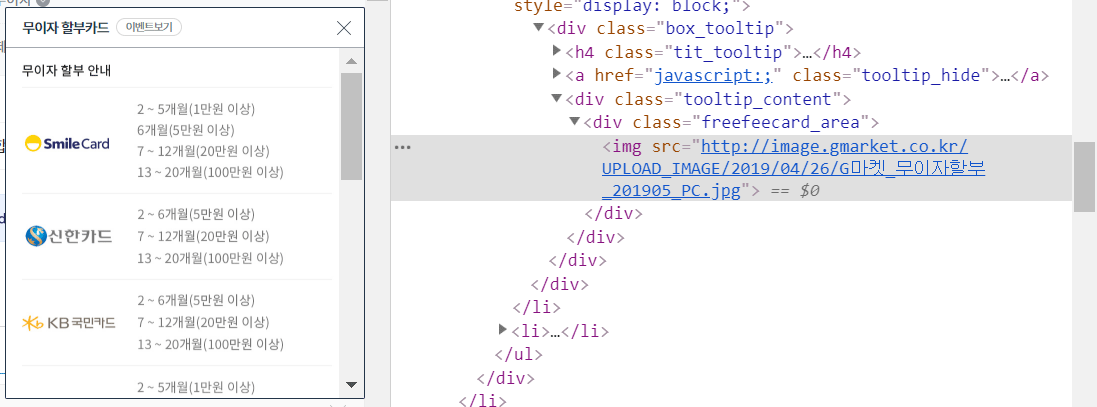 무이자 할부카드 이벤트보기
무이자 할부 안내
SmileCard
2 ~ 5개월(1만원 이상)
6개월(5만원 이상)
7 ~ 12개월(20만원 이상)
13 ~ 20개월(100만원 이상)
신한카드
2 ~ 6개월(5만원 이상)
7 ~ 12개월(20만원 이상)
13 ~ 20개월(100만원 이상)
KB국민카드
2 ~ 6개월(5만원 이상)
7 ~ 12개월(20만원 이상)
13 ~ 20개월(100만원 이상)
2 ~ 5개월(1만원 이상)
style="display: block;">
▼<div class="box_tooltip">
▶<h4 class="tit_tooltip">…</h4>
▶<a href="javascript:;" class="tooltip_hide">…</a>
▼<div class="tooltip_content">
▼<div class="freefeecard_area">
<img src="http://image.gmarket.co.kr/
UPLOAD_IMAGE/2019/04/26/G마켓_무이자할부
_201905_PC.jpg"> == $0
</div>
</div>
</div>
</div>
</li>
▶<li>…</li>
</ul>
</div>
</li>